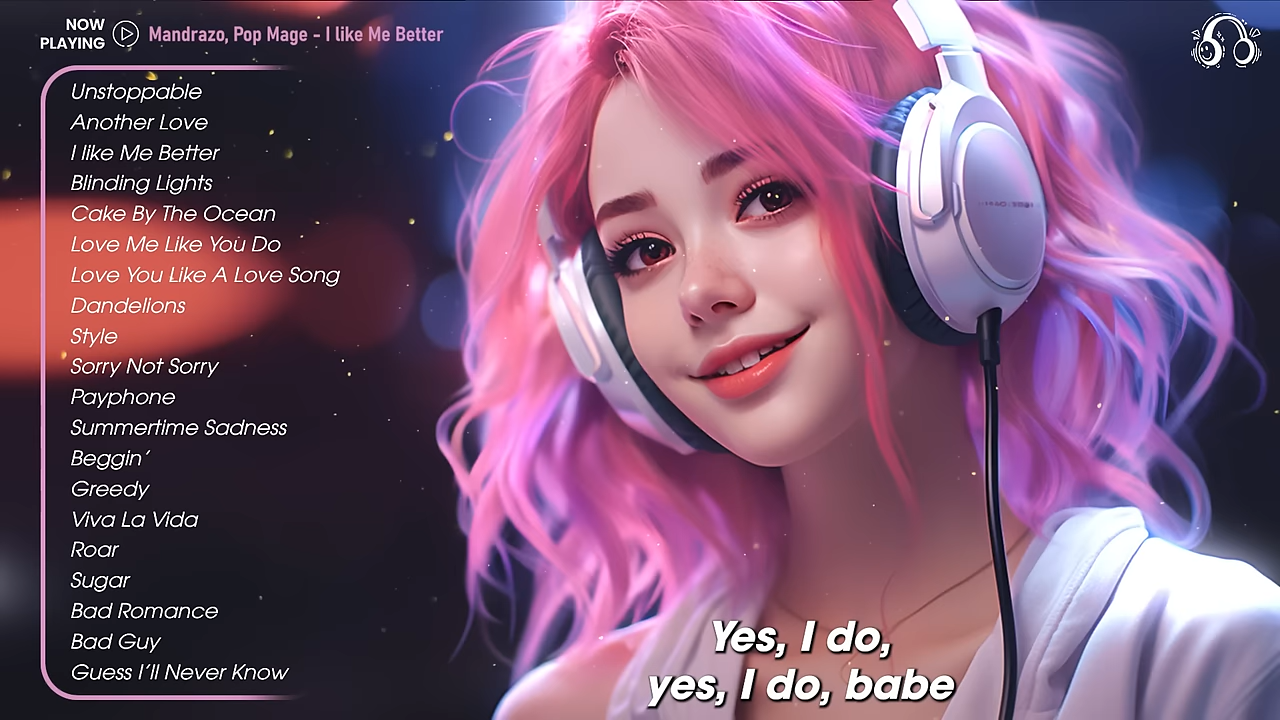 NOW
PLAYING
Mandrazo, Pop Mage - I like Me Better
Unstoppable
Another Love
I like Me Better
Blinding Lights
Cake By The Ocean
Love Me Like You Do
Love You Like A Love Song
Dandelions
Style
Sorry Not Sorry
Payphone
Summertime Sadness
Beggin’
Greedy
Viva La Vida
Roar
Sugar
Bad Romance
Bad Guy
Guess I’ll Never Know
Yes, I do,
yes, I do, babe